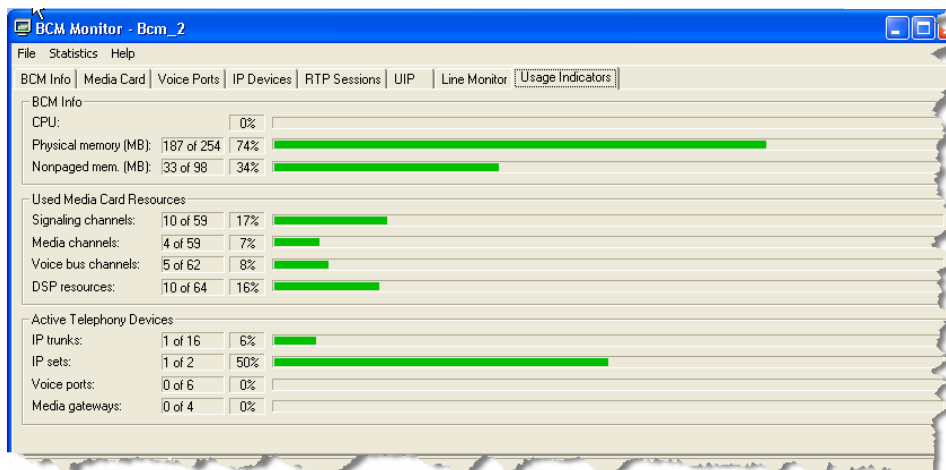 BCM Monitor - Bcm_2
File Statistics Help
BCM Info Media Card Voice Ports IP Devices RTP Sessions UIP Line Monitor Usage Indicators
BCM Info
CPU: 0%
Physical memory (MB): 187 of 254 74%
Nonpaged mem. (MB): 33 of 98 34%
Used Media Card Resources
Signaling channels: 10 of 59 17%
Media channels: 4 of 59 7%
Voice bus channels: 5 of 62 8%
DSP resources: 10 of 64 16%
Active Telephony Devices
IP trunks: 1 of 16 6%
IP sets: 1 of 2 50%
Voice ports: 0 of 6 0%
Media gateways: 0 of 4 0%